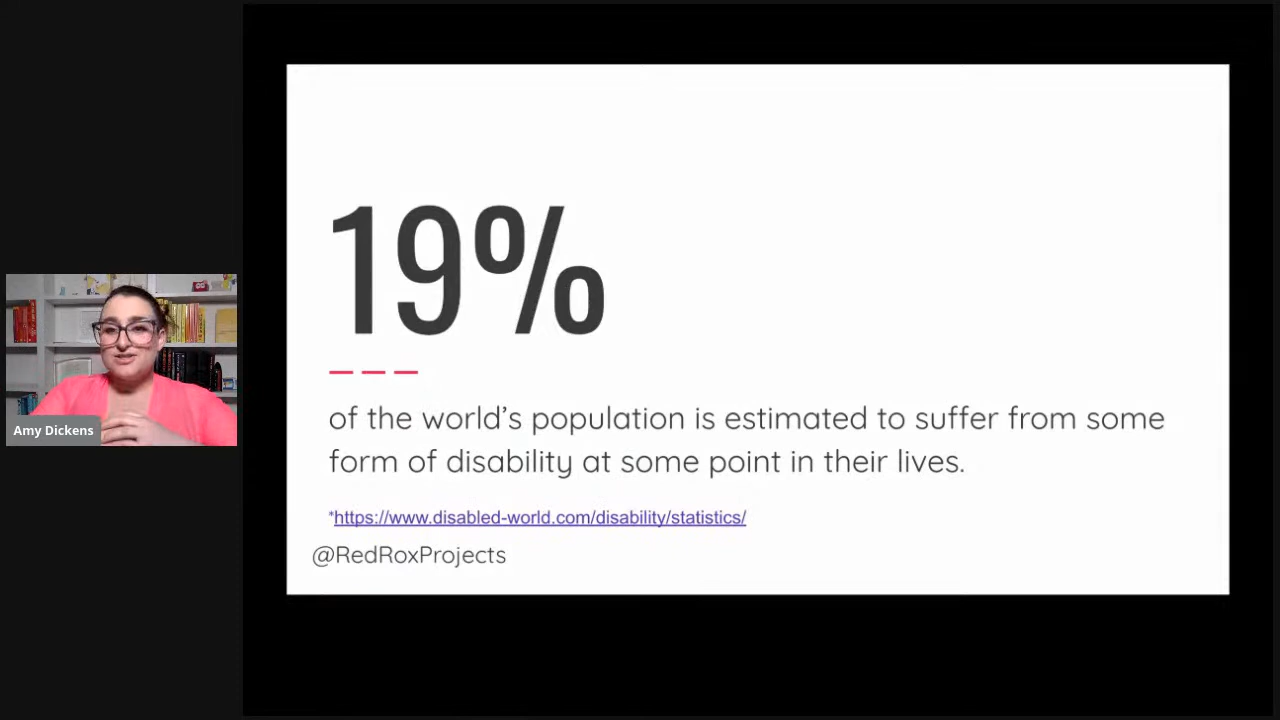 19%
of the world's population is estimated to suffer from some
form of disability at some point in their lives.
*https://www.disabled-world.com/disability/statistics/
@RedRoxProjects
Amy Dickens